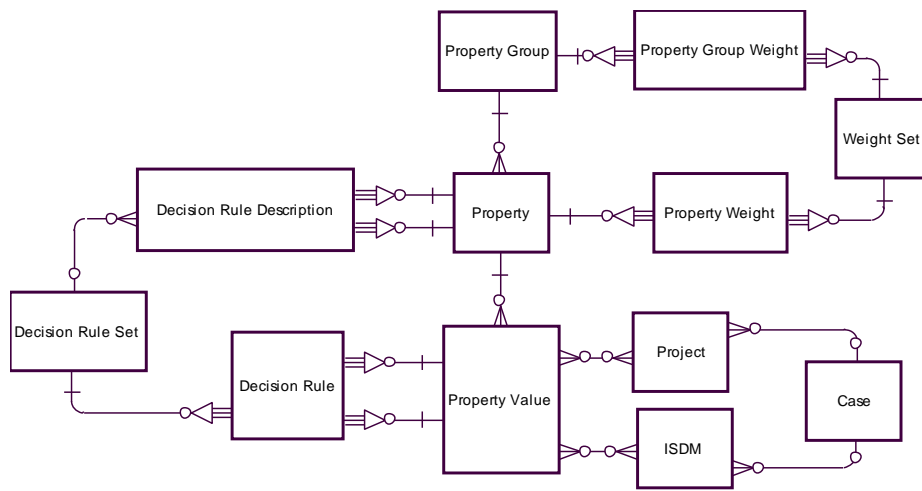 Property Group
Property Group Weight
Weight Set
Decision Rule Description
Property
Property Weight
Decision Rule Set
Decision Rule
Property Value
Project
Case
ISDM